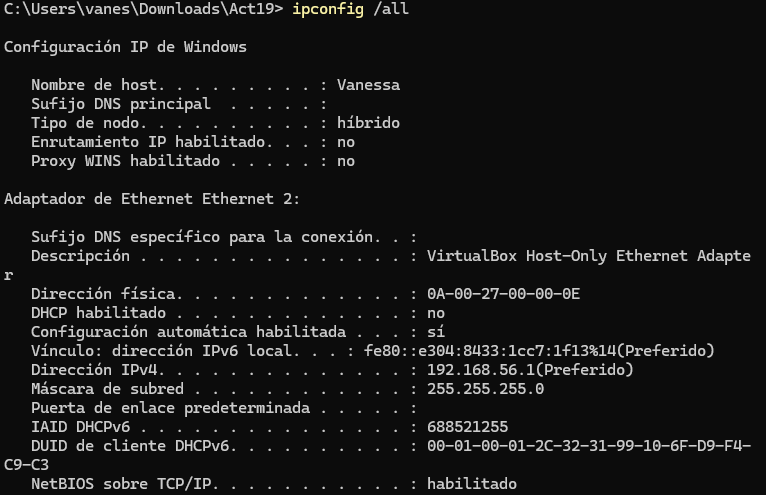 C:\Users\vanes\Downloads\Act19> ipconfig /all
Configuración IP de Windows
Nombre de host. . . . . . . . . : Vanessa
Sufijo DNS principal  . . . . . :
Tipo de nodo. . . . . . . . . . : híbrido
Enrutamiento IP habilitado. . . : no
Proxy WINS habilitado . . . . . : no
Adaptador de Ethernet Ethernet 2:
Sufijo DNS específico para la conexión. . :
Descripción . . . . . . . . . . . . . . . : VirtualBox Host-Only Ethernet Adapte
r
Dirección física. . . . . . . . . . . . . : 0A-00-27-00-00-0E
DHCP habilitado . . . . . . . . . . . . . : no
Configuración automática habilitada . . . : sí
Vínculo: dirección IPv6 local. . . : fe80::e304:8433:1cc7:1f13%14(Preferido)
Dirección IPv4. . . . . . . . . . . . . . : 192.168.56.1(Preferido)
Máscara de subred . . . . . . . . . . . . : 255.255.255.0
Puerta de enlace predeterminada . . . . . :
IAID DHCPv6 . . . . . . . . . . . . . . . : 688521255
DUID de cliente DHCPv6. . . . . . . . . . : 00-01-00-01-2C-32-31-99-10-6F-D9-F4-
C9-C3
NetBIOS sobre TCP/IP. . . . . . . . . . . : habilitado